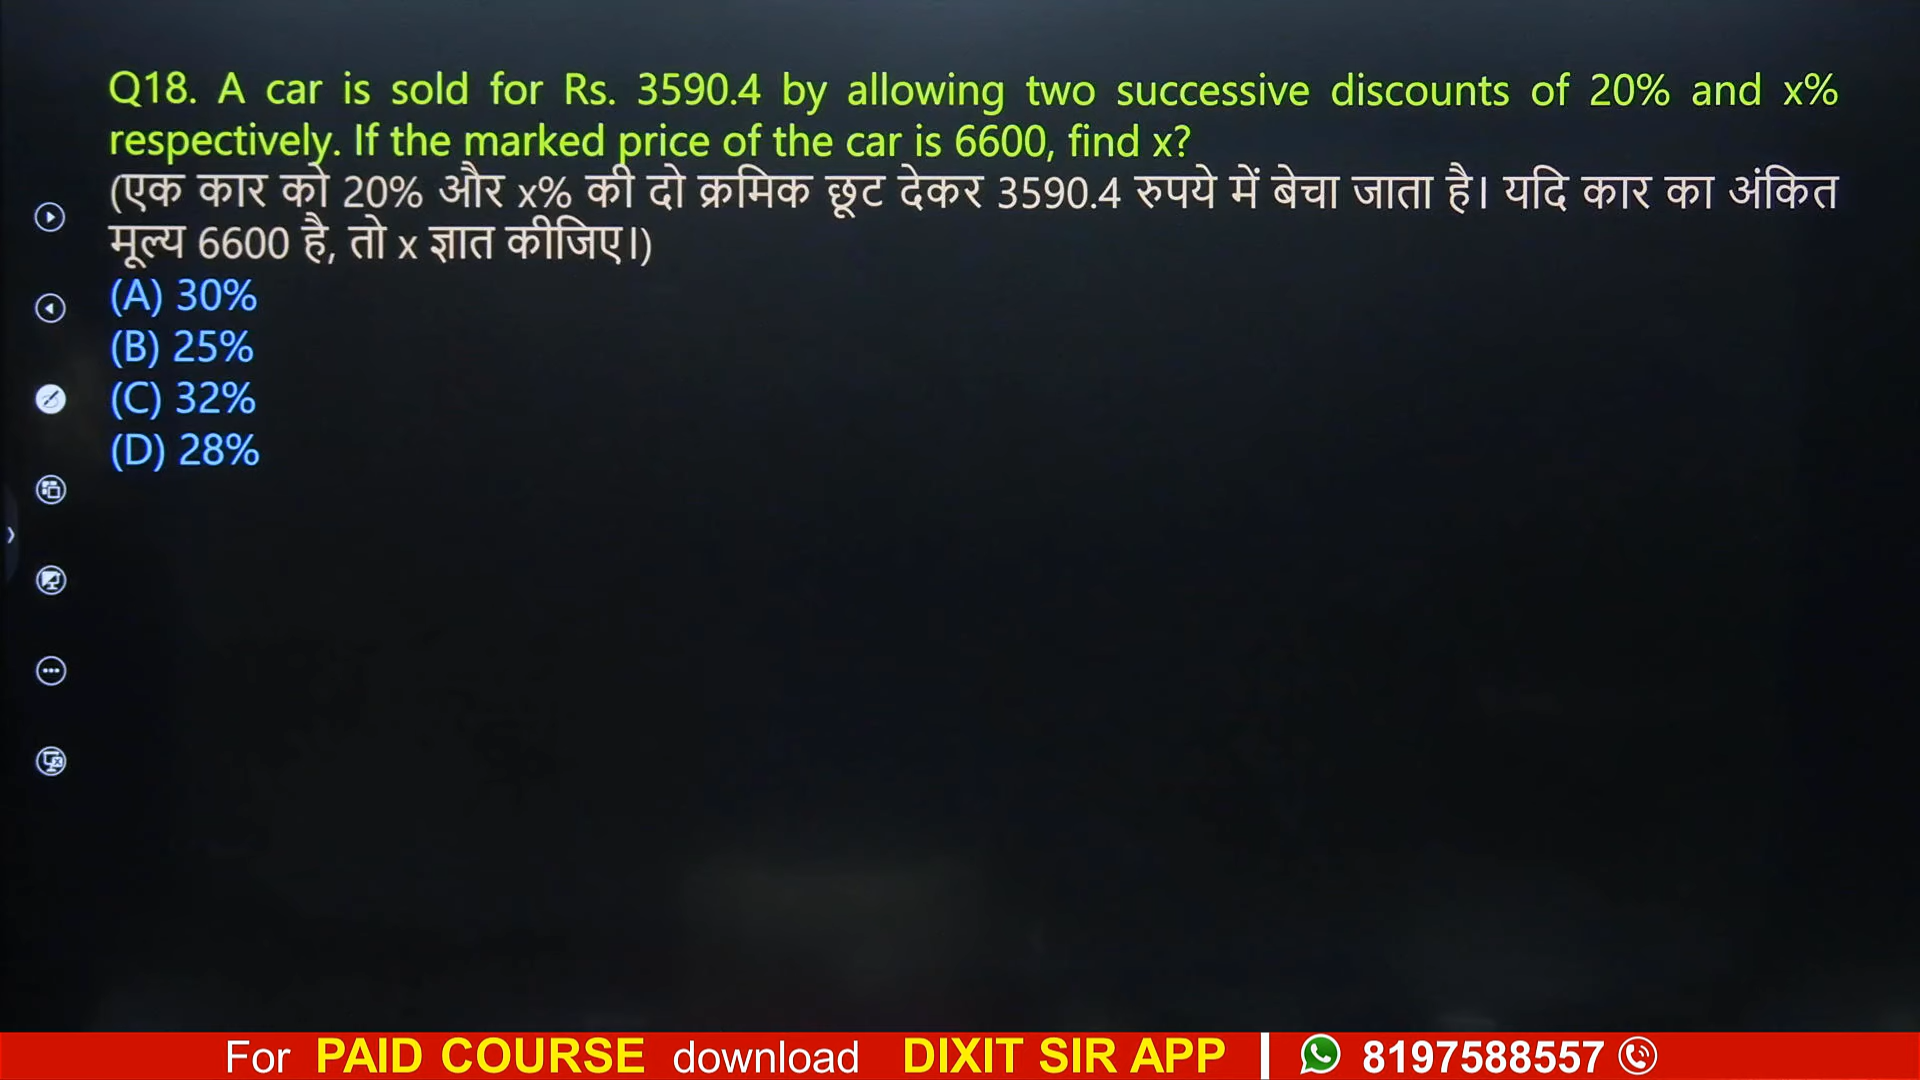 Q18. A car is sold for Rs. 3590.4 by allowing two successive discounts of 20% and x%
respectively. If the marked price of the car is 6600, find x?
(एक कार को 20% और x% की दो क्रमिक छूट देकर 3590.4 रुपये में बेचा जाता है। यदि कार का अंकित
मूल्य 6600 है, तो x ज्ञात कीजिए।)
(A) 30%
(B) 25%
(C) 32%
(D) 28%
For PAID COURSE download DIXIT SIR APP | 8197588557